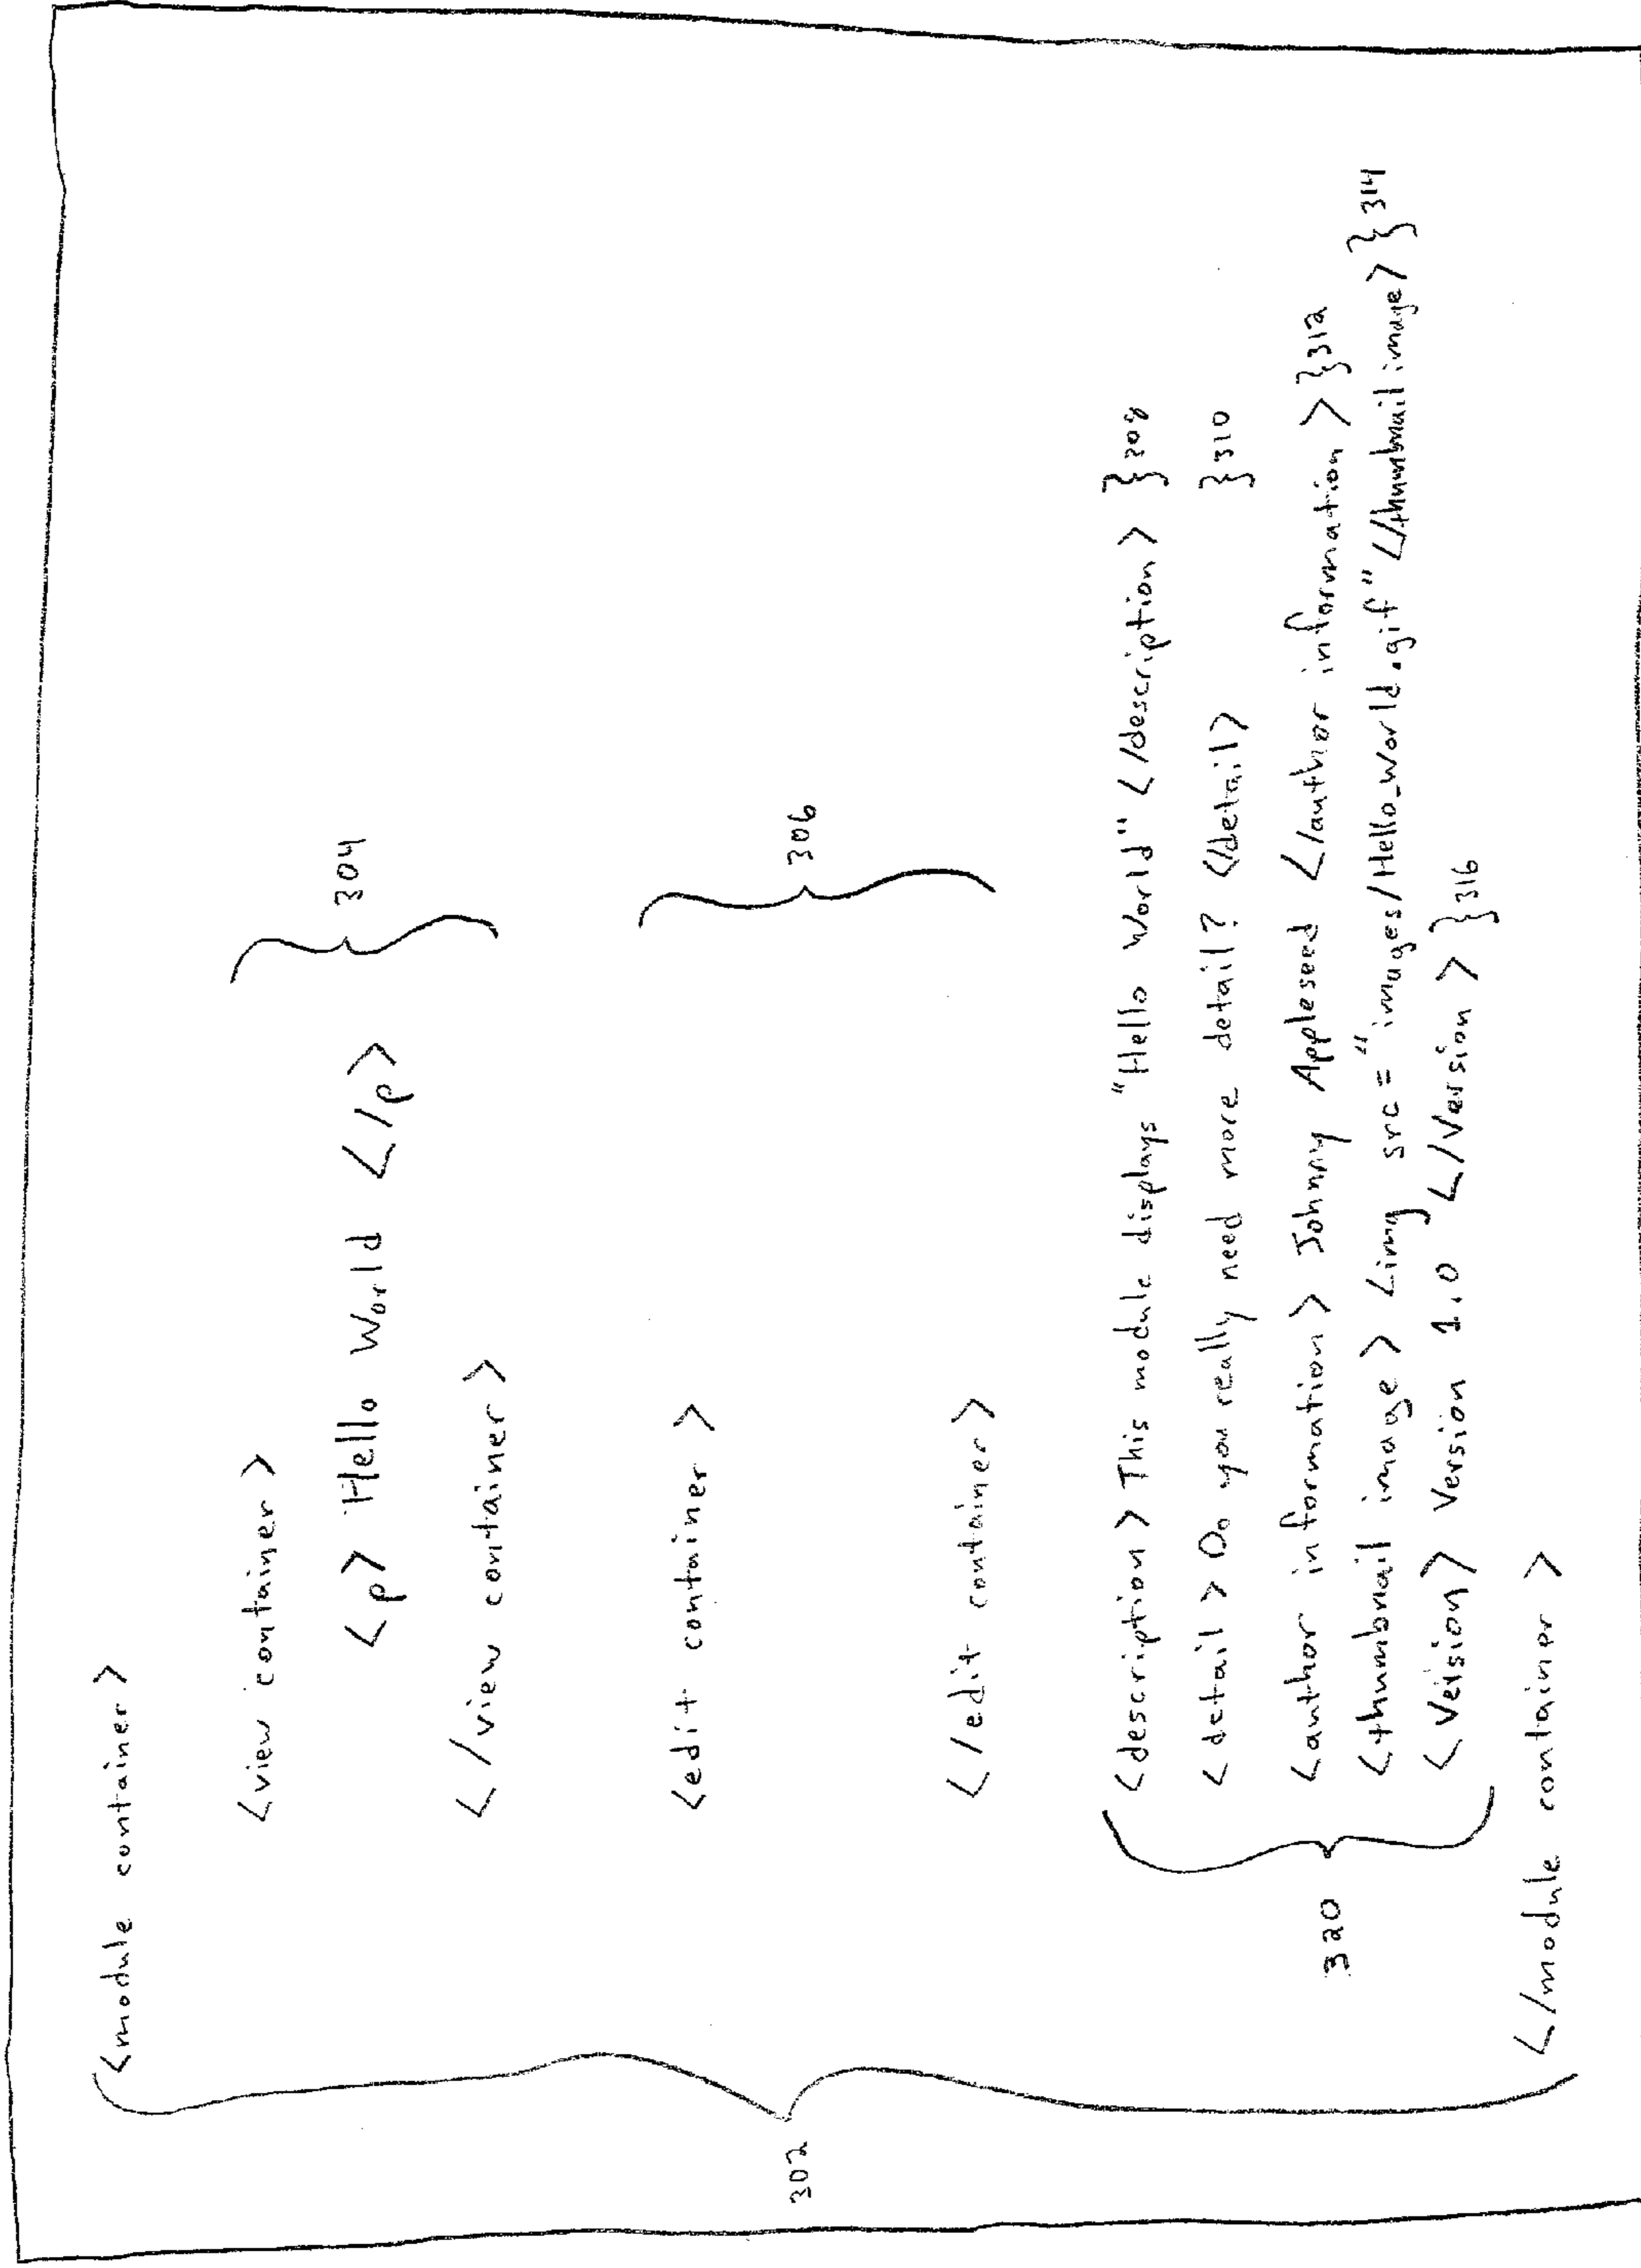 <module container>
<view container>
<p> Hello World </p>
304
</view container>
<edit container>
306
</edit container>
302
<description> This module displays "Hello World" </description> }308
<detail> Do you really need more detail? </detail> }310
<author information> Johnny Appleseed </author information> }312
320
<thumbnail image> <img src="images/Hello_World.gif" </thumbnail image> }314
<Version> Version 1.0 </Version> }316
</module container>